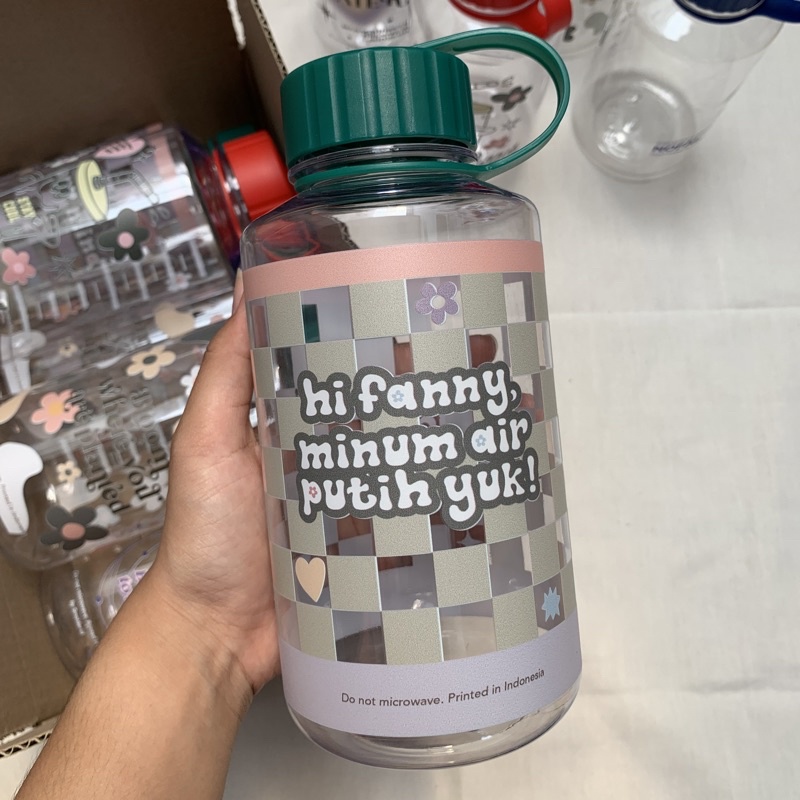 hi fanny,
minum air
putih yuk!
Do not microwave. Printed in Indonesia